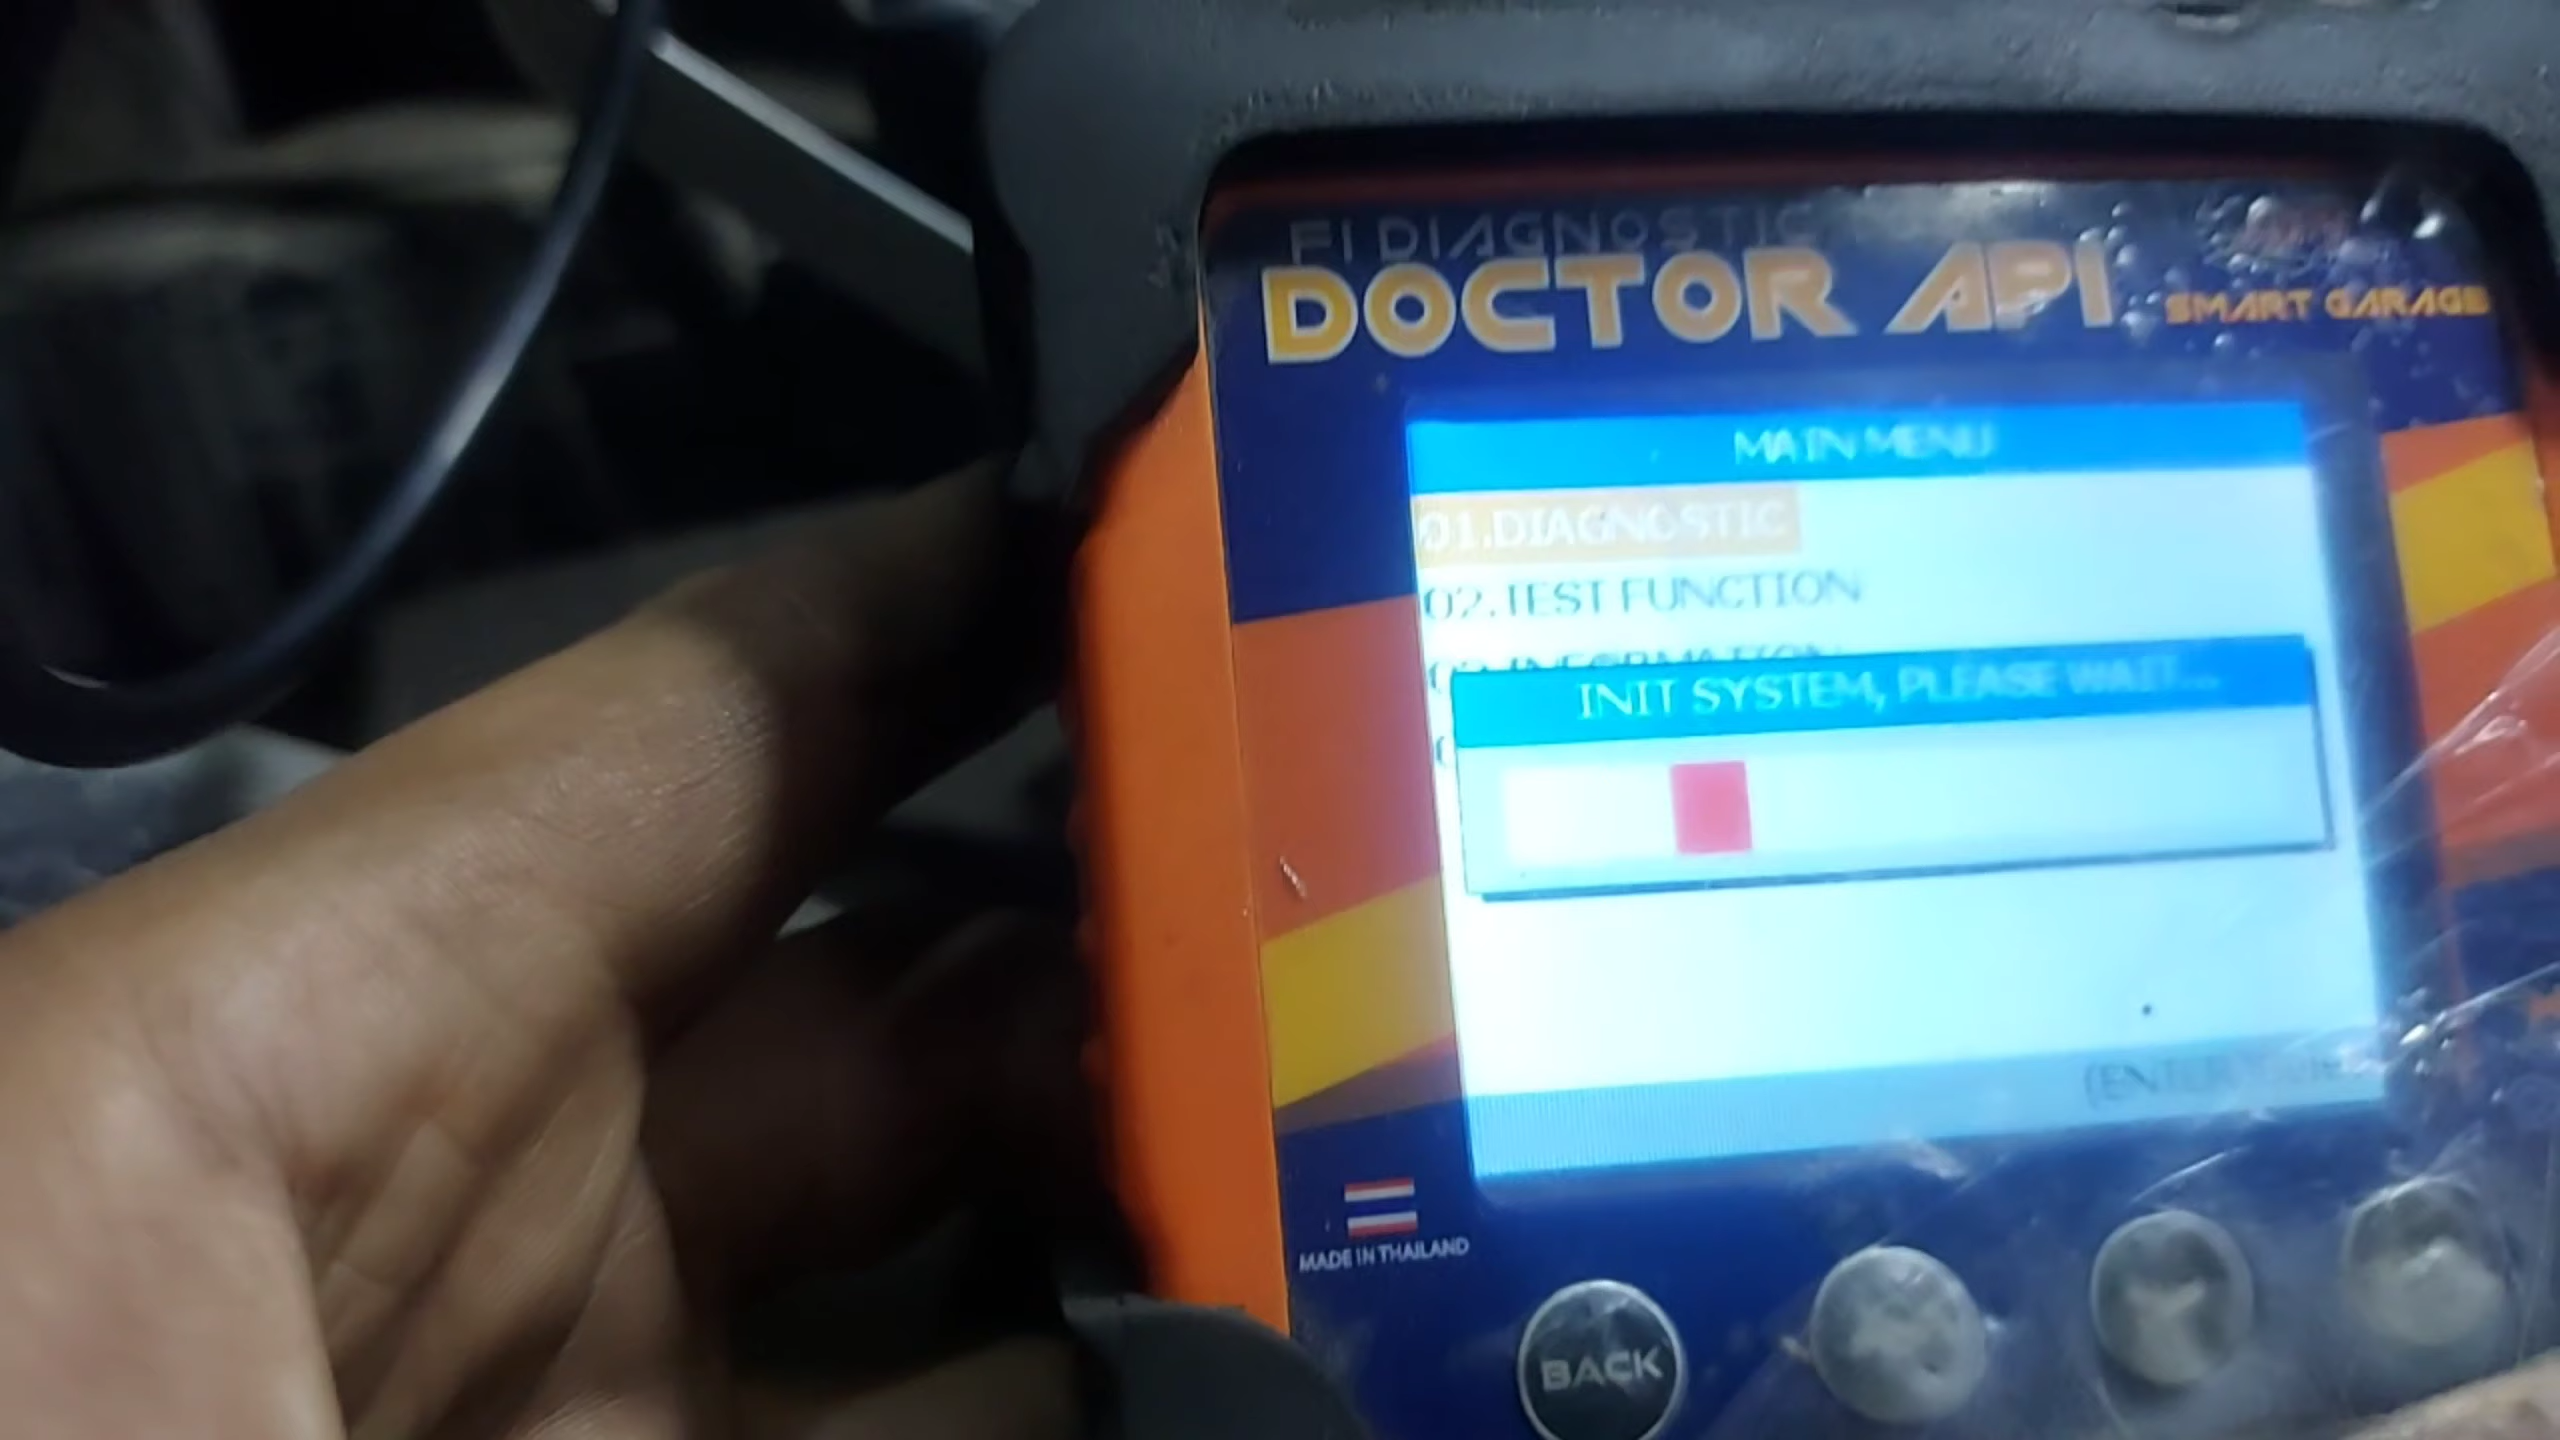 FI DIAGNOSTIC
DOCTOR API
SMART GARAGE
MAIN MENU
01.DIAGNOSTIC
02.TEST FUNCTION
INFORMATION
INIT SYSTEM, PLEASE WAIT...
MADE IN THAILAND
BACK